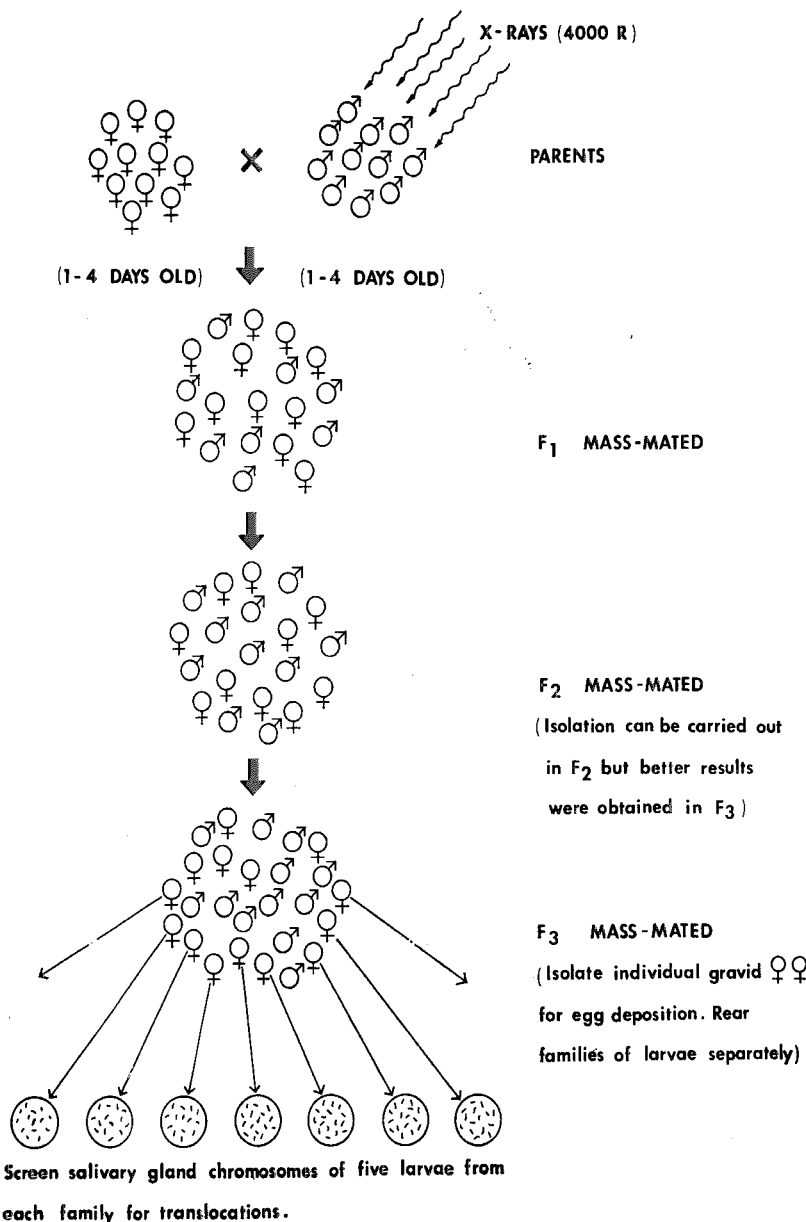 X-RAYS (4000 R)
PARENTS
(1-4 DAYS OLD) (1-4 DAYS OLD)
F1 MASS-MATED
F2 MASS-MATED
(Isolation can be carried out
in F2 but better results
were obtained in F3)
F3 MASS-MATED
(Isolate individual gravid ♀♀
for egg deposition. Rear
families of larvae separately)
Screen salivary gland chromosomes of five larvae from
each family for translocations.